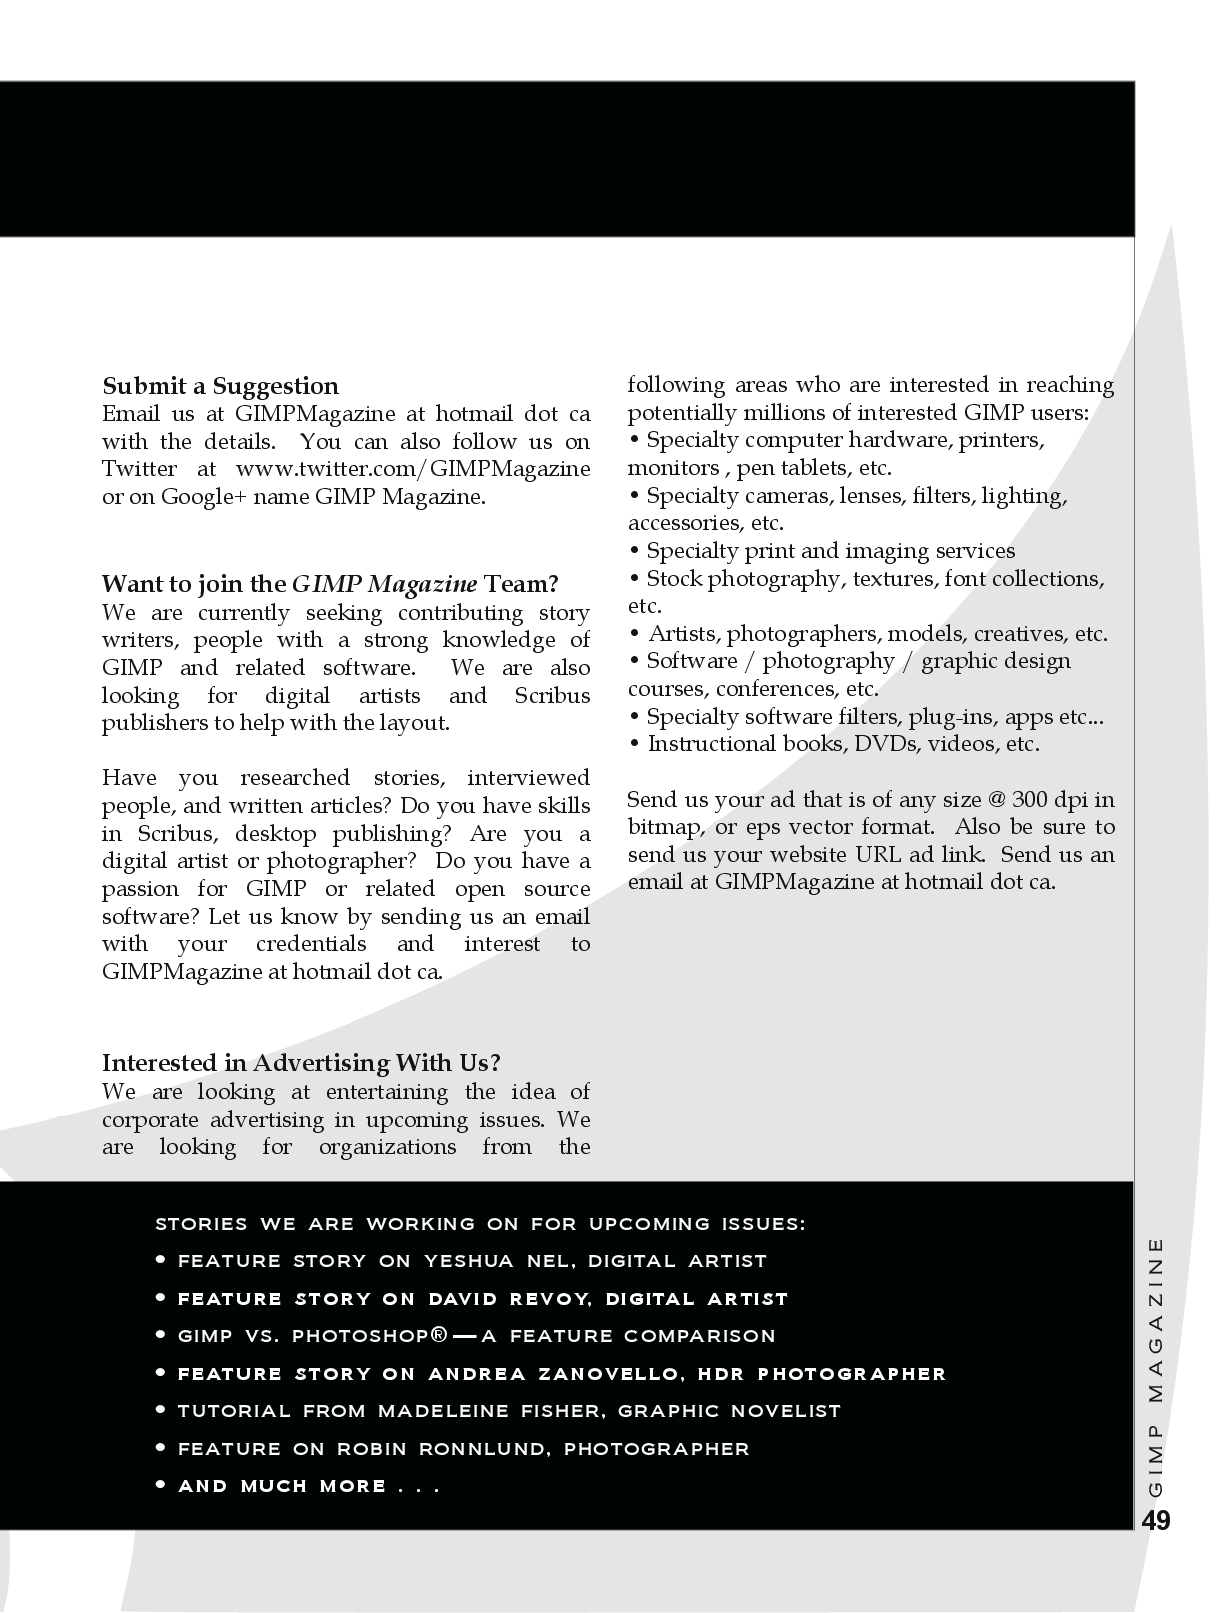 Submit a Suggestion
Email us at GIMPMagazine at hotmail dot ca
with the details. You can also follow us on
Twitter at www.twitter.com/GIMPMagazine
or on Google+ name GIMP Magazine.
Want to join the GIMP Magazine Team?
We are currently seeking contributing story
writers, people with a strong knowledge of
GIMP and related software. We are also
looking for digital artists and Scribus
publishers to help with the layout.
Have you researched stories, interviewed
people, and written articles? Do you have skills
in Scribus, desktop publishing? Are you a
digital artist or photographer? Do you have a
passion for GIMP or related open source
software? Let us know by sending us an email
with your credentials and interest to
GIMPMagazine at hotmail dot ca.
Interested in Advertising With Us?
We are looking at entertaining the idea of
corporate advertising in upcoming issues. We
are looking for organizations from the
following areas who are interested in reaching
potentially millions of interested GIMP users:
• Specialty computer hardware, printers,
monitors , pen tablets, etc.
• Specialty cameras, lenses, filters, lighting,
accessories, etc.
• Specialty print and imaging services
• Stock photography, textures, font collections,
etc.
• Artists, photographers, models, creatives, etc.
• Software / photography / graphic design
courses, conferences, etc.
• Specialty software filters, plug-ins, apps etc...
• Instructional books, DVDs, videos, etc.
Send us your ad that is of any size @ 300 dpi in
bitmap, or eps vector format. Also be sure to
send us your website URL ad link. Send us an
email at GIMPMagazine at hotmail dot ca.
STORIES WE ARE WORKING ON FOR UPCOMING ISSUES:
• FEATURE STORY ON YESHUA NEL, DIGITAL ARTIST
• FEATURE STORY ON DAVID REVOY, DIGITAL ARTIST
• GIMP VS. PHOTOSHOP®—A FEATURE COMPARISON
• FEATURE STORY ON ANDREA ZANOVELLO, HDR PHOTOGRAPHER
• TUTORIAL FROM MADELEINE FISHER, GRAPHIC NOVELIST
• FEATURE ON ROBIN RONNLUND, PHOTOGRAPHER
• AND MUCH MORE . . .
GIMP MAGAZINE
49